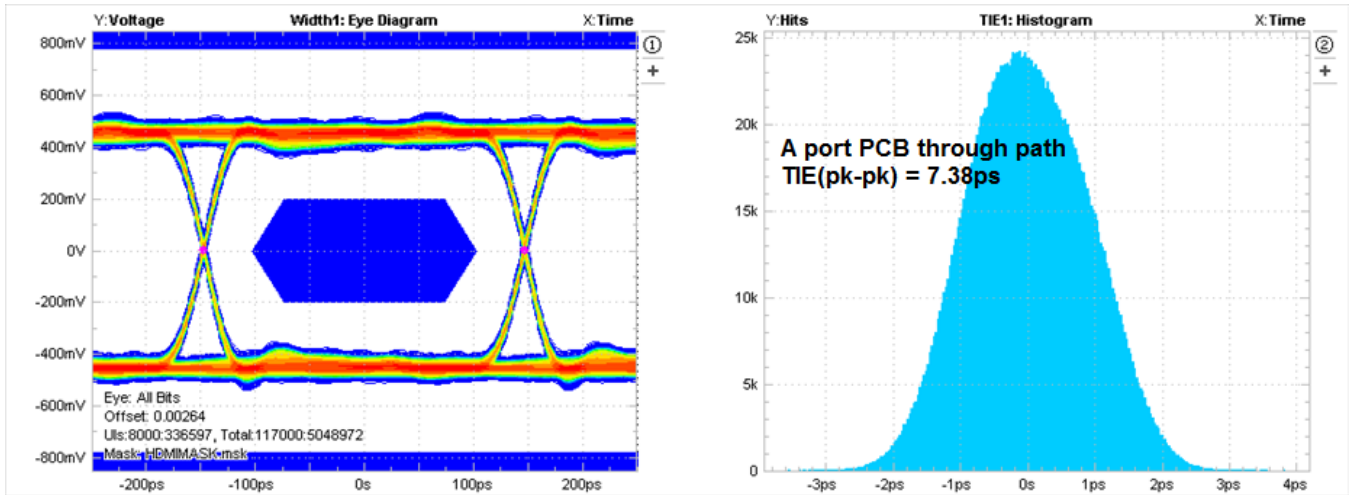 Y:Voltage Width1: Eye Diagram X:Time
800mV
600mV
400mV
200mV
0V
-200mV
-400mV
-600mV
-800mV
Eye: All Bits
Offset: 0.00264
UIs:8000:336597, Total:117000:5048972
Mask: HDMIMASK.msk
-200ps -100ps 0s 100ps 200ps
1
+
Y:Hits TIE1: Histogram X:Time
25k
20k
15k
10k
5k
0
A port PCB through path
TIE(pk-pk) = 7.38ps
-3ps -2ps -1ps 0s 1ps 2ps 3ps 4ps
2
+